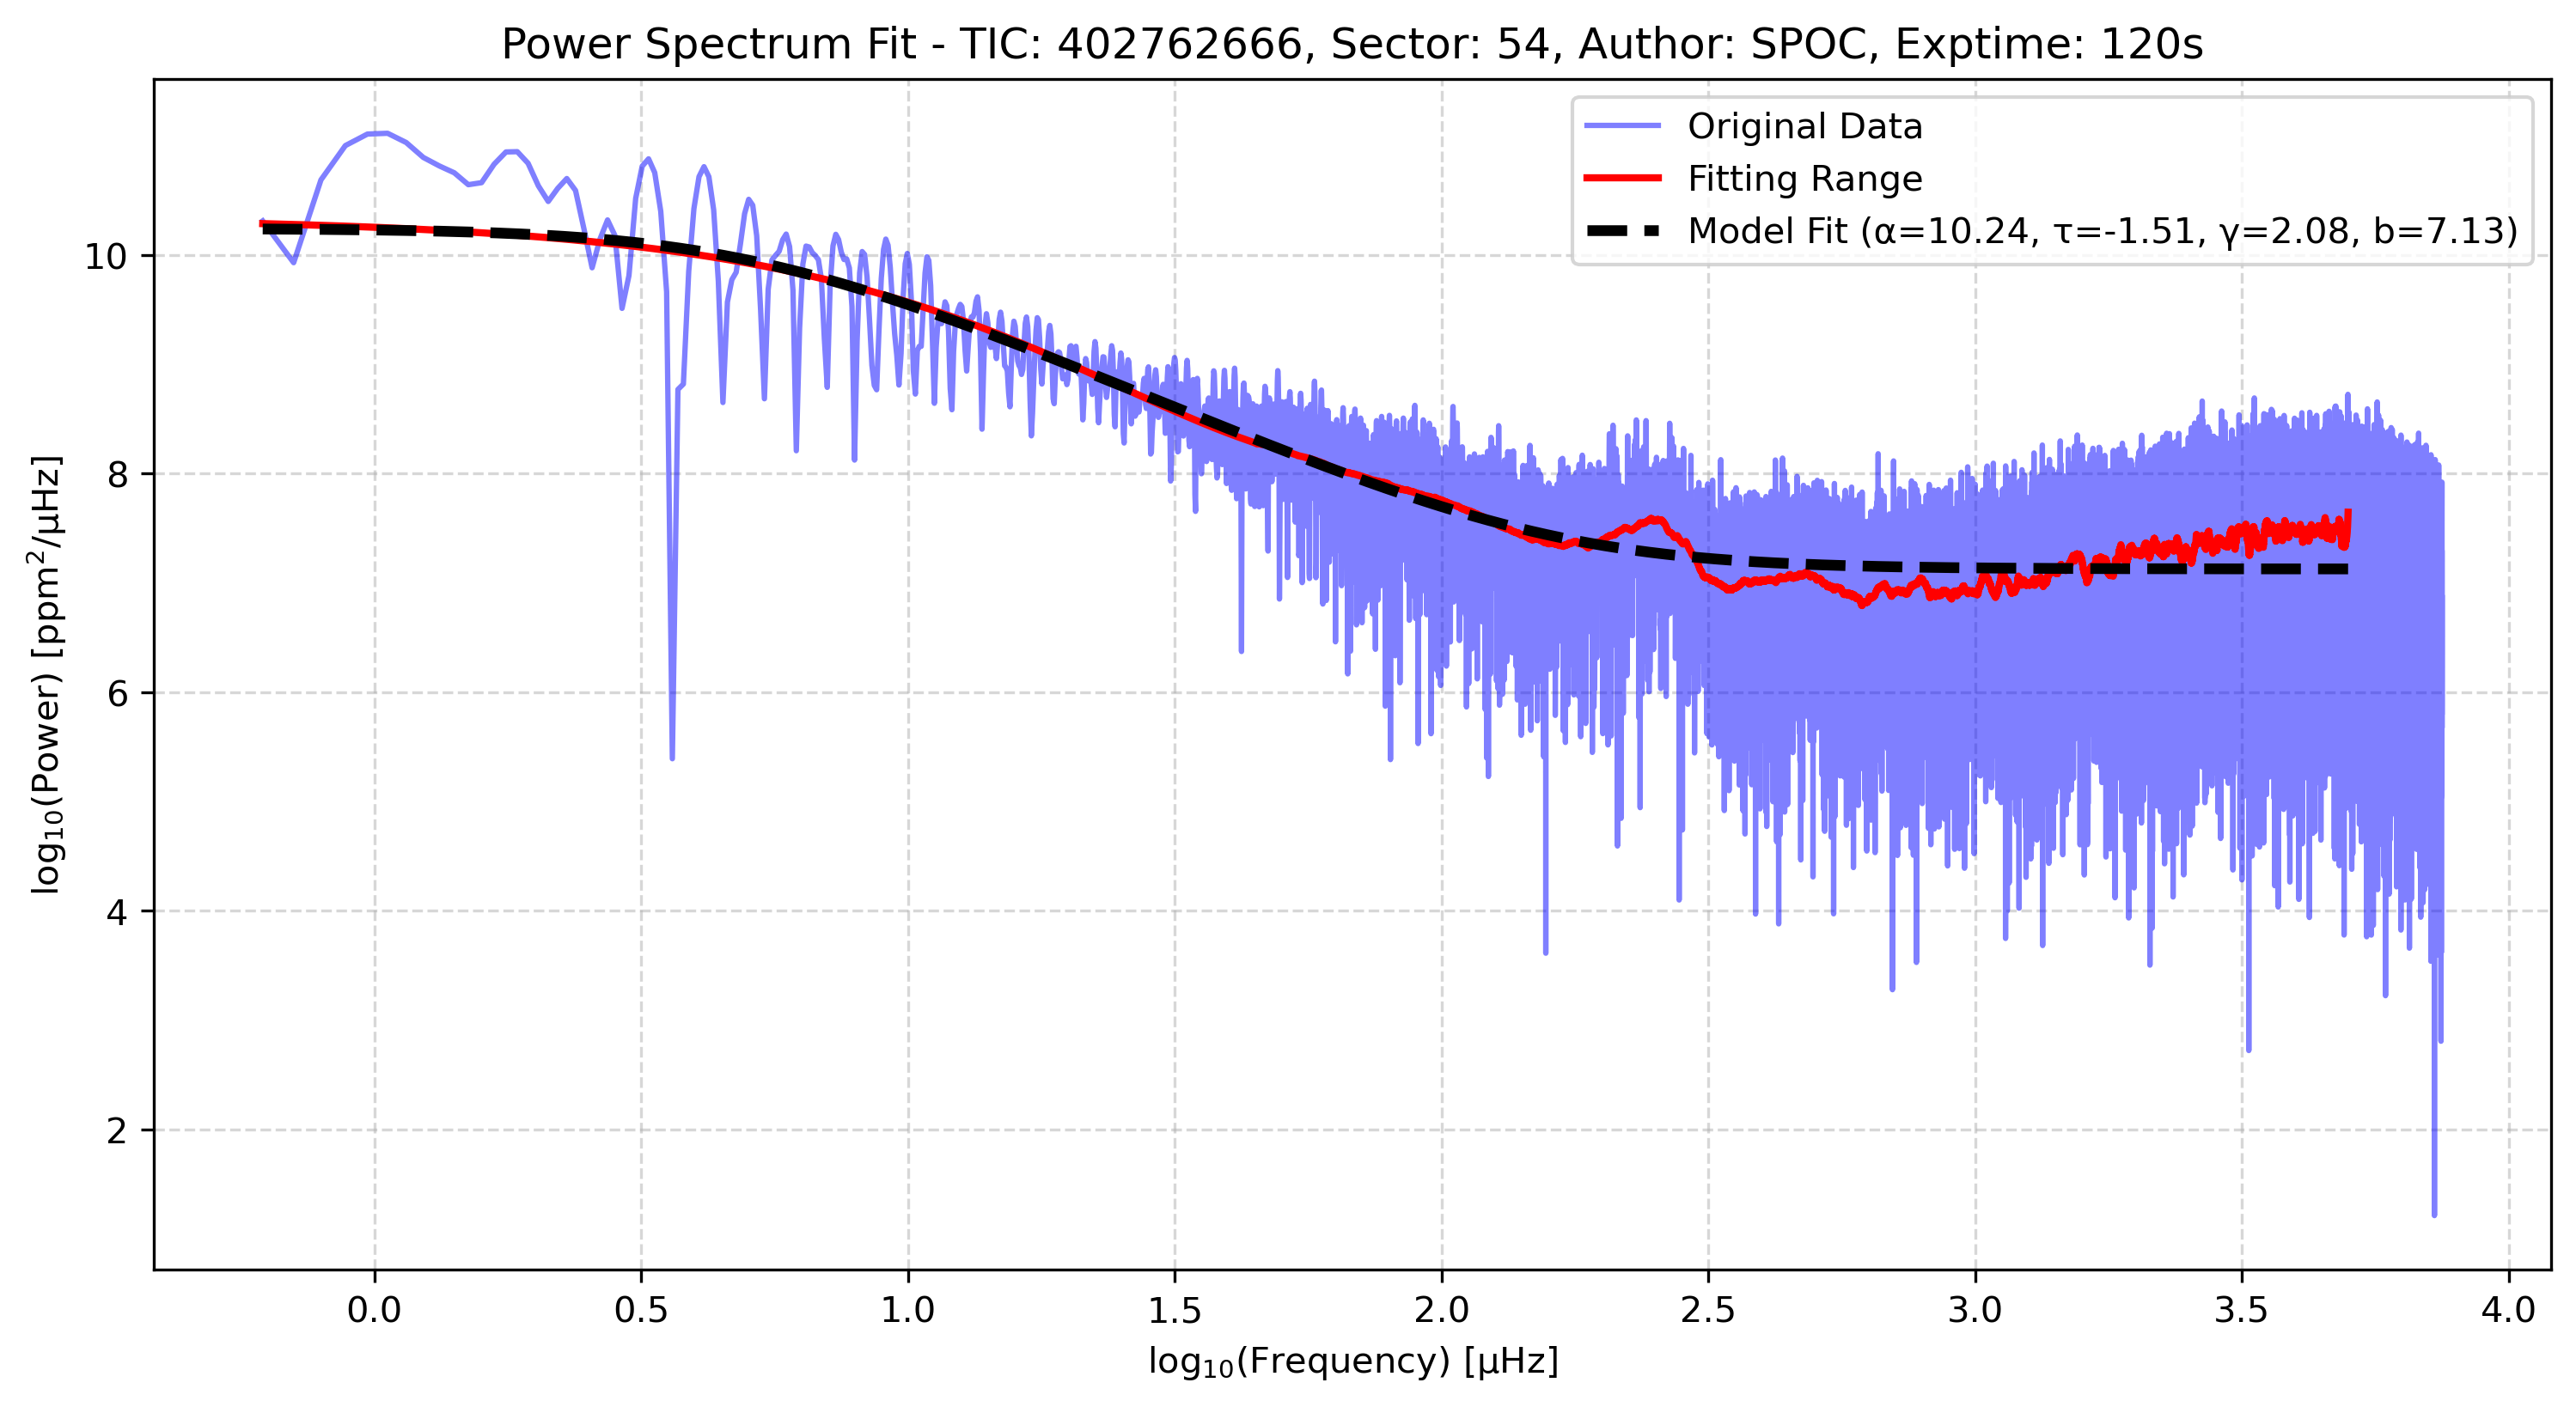 Power Spectrum Fit - TIC: 402762666, Sector: 54, Author: SPOC, Exptime: 120s
Original Data
Fitting Range
Model Fit (α=10.24, τ=-1.51, γ=2.08, b=7.13)
log₁₀(Power) [ppm²/μHz]
10
8
6
4
2
0.0 0.5 1.0 1.5 2.0 2.5 3.0 3.5 4.0
log₁₀(Frequency) [μHz]